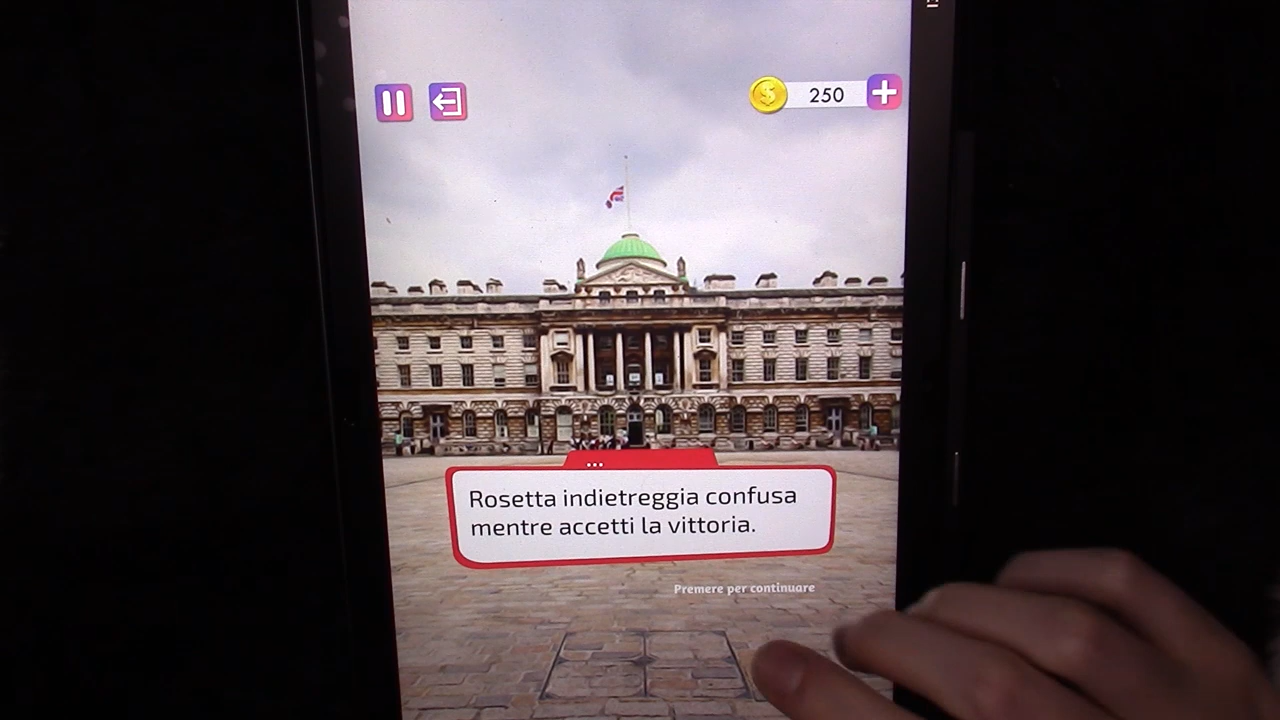 250
...
Rosetta indietreggia confusa
mentre accetti la vittoria.
Premere per continuare